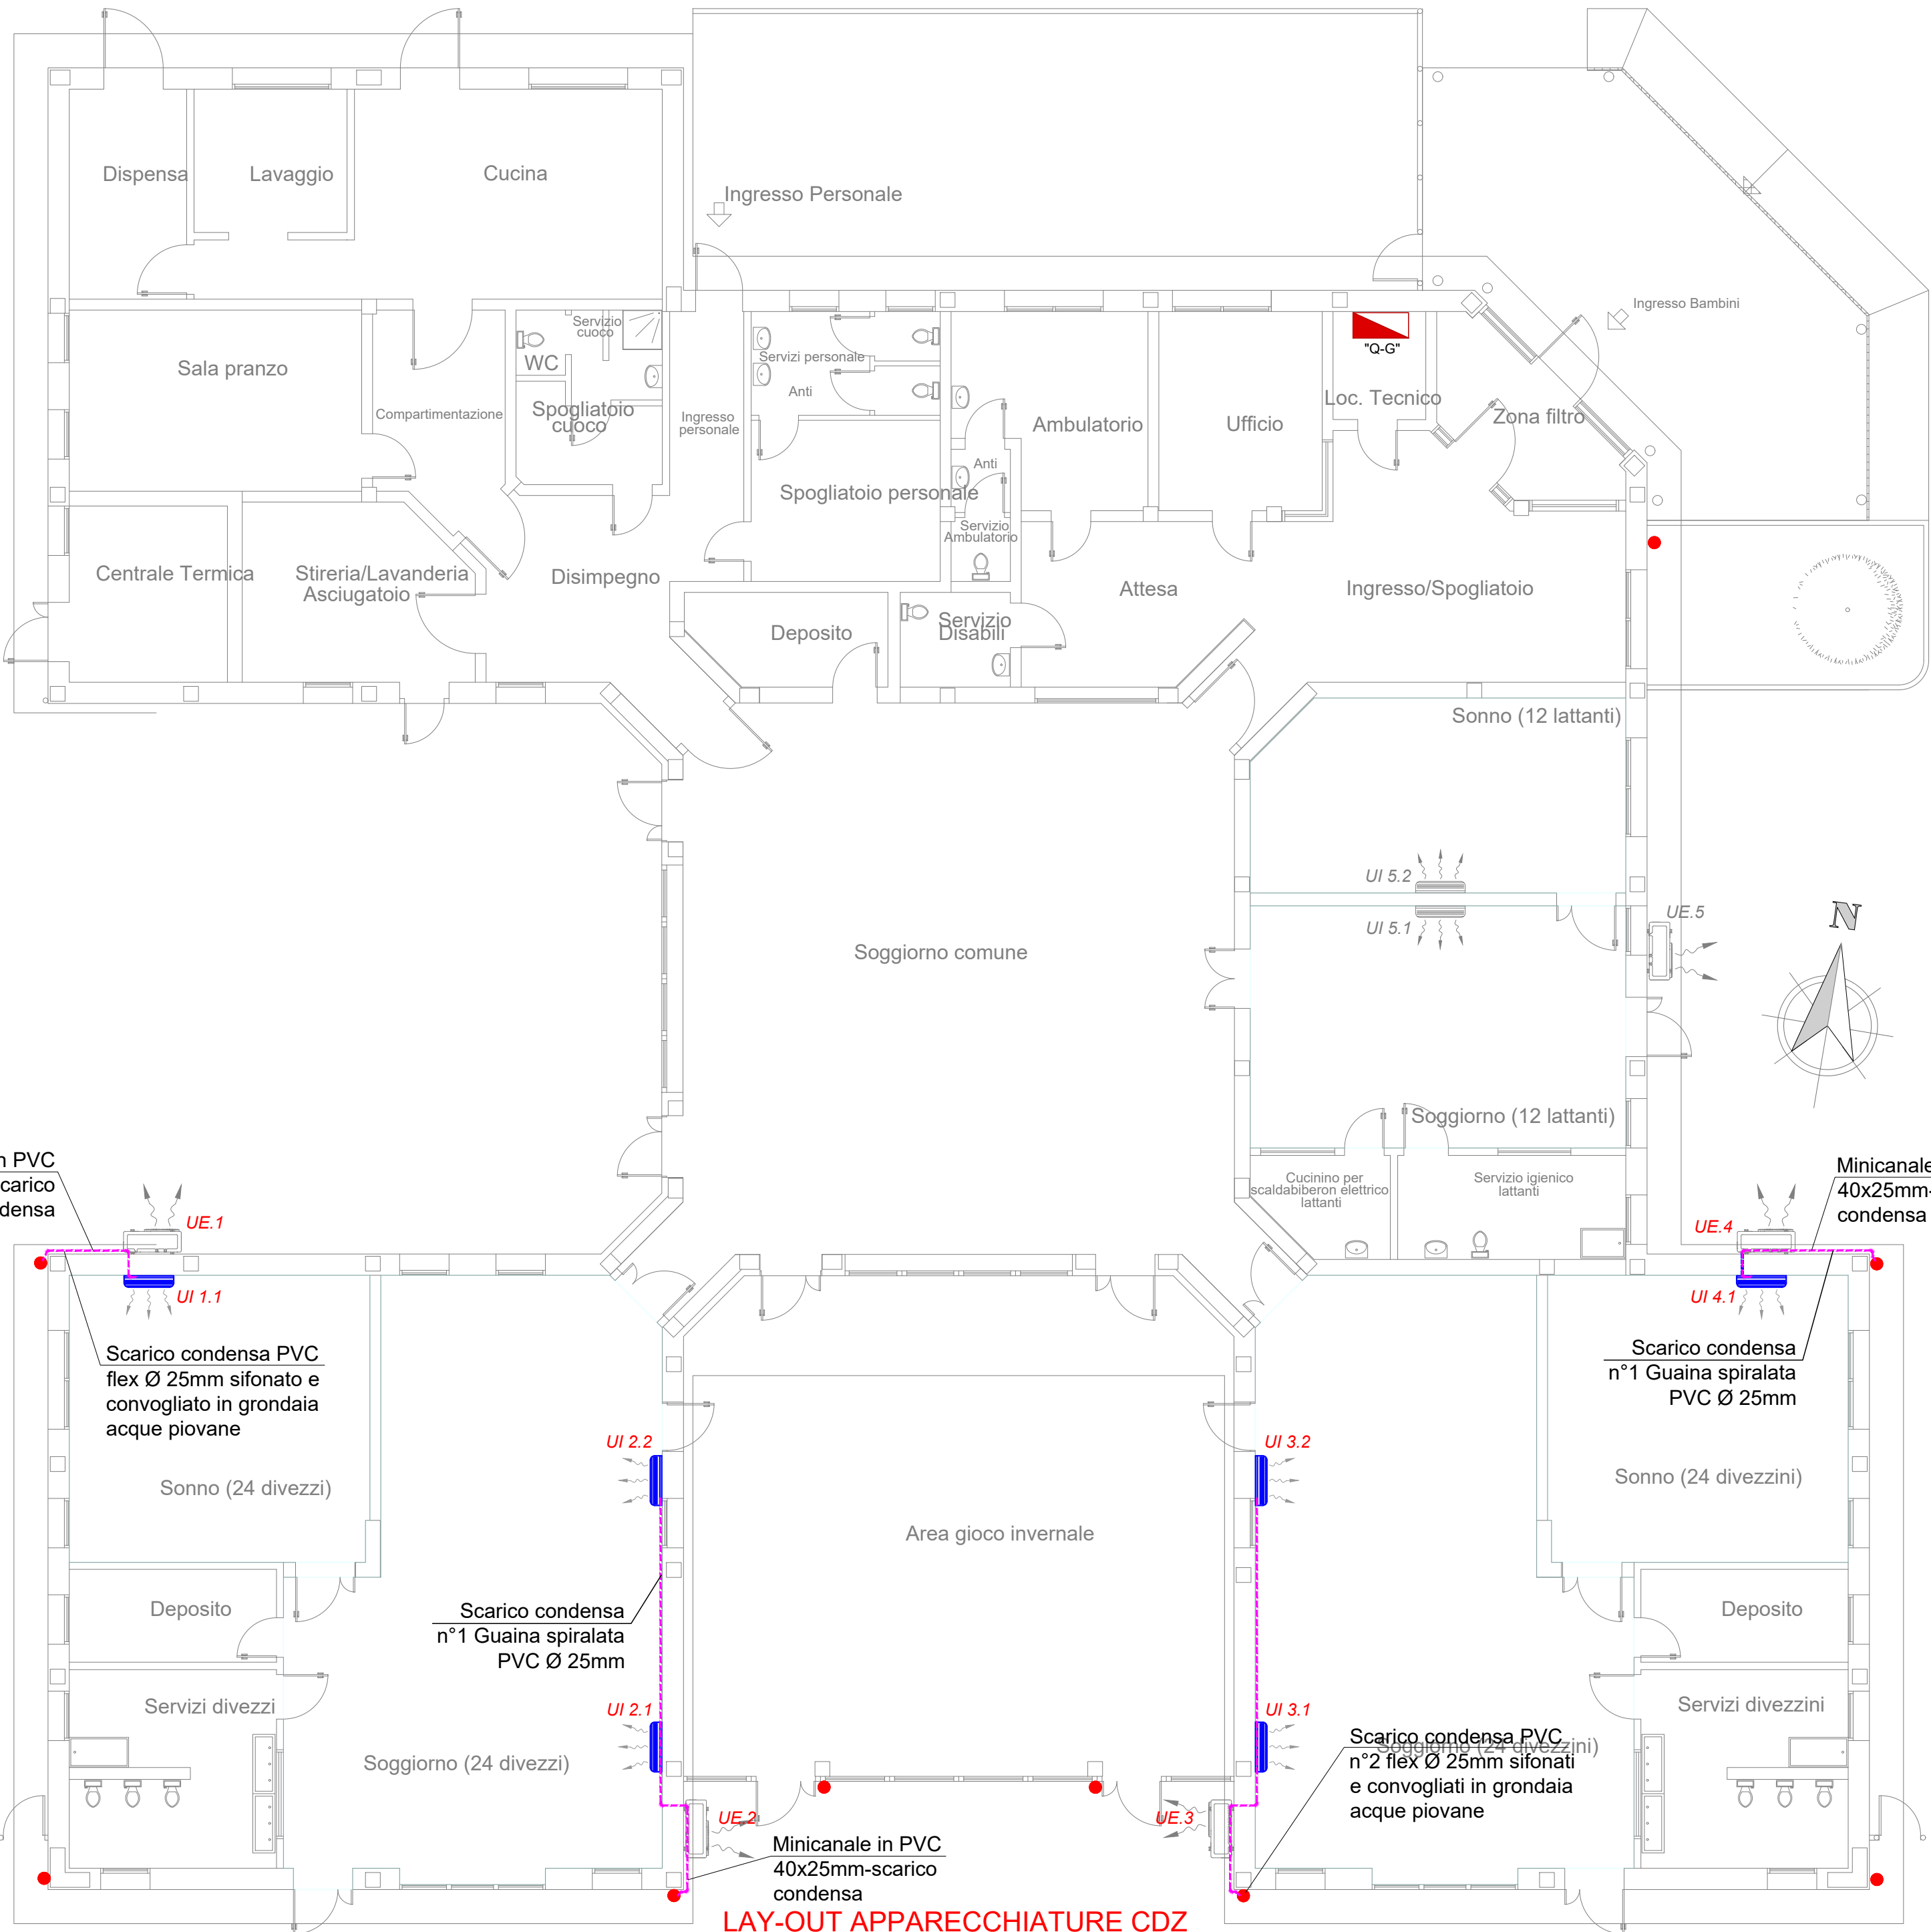 Dispensa
Lavaggio
Cucina
Ingresso Personale
Ingresso Bambini
"Q-G"
Sala pranzo
Compartimentazione
Servizio
cuoco
WC
Spogliatoio
cuoco
Ingresso
personale
Servizi personale
Anti
Spogliatoio personale
Ambulatorio
Ufficio
Loc. Tecnico
Zona filtro
Anti
Servizio
Ambulatorio
Centrale Termica
Stireria/Lavanderia
Asciugatoio
Disimpegno
Deposito
Servizio
Disabili
Attesa
Ingresso/Spogliatoio
Sonno (12 lattanti)
UI 5.2
UI 5.1
UE.5
N
Soggiorno comune
Soggiorno (12 lattanti)
Cucinino per
scaldabiberon elettrico
lattanti
Servizio igienico
lattanti
n PVC
carico
densa
UE.1
UI 1.1
Scarico condensa PVC
flex Ø 25mm sifonato e
convogliato in grondaia
acque piovane
Minicanale
40x25mm-
condensa
UE.4
UI 4.1
Scarico condensa
n°1 Guaina spiralata
PVC Ø 25mm
Sonno (24 divezzi)
UI 2.2
UI 3.2
Sonno (24 divezzini)
Area gioco invernale
Deposito
Scarico condensa
n°1 Guaina spiralata
PVC Ø 25mm
Deposito
Servizi divezzi
UI 2.1
UI 3.1
Servizi divezzini
Soggiorno (24 divezzi)
Soggiorno (24 divezzini)
Scarico condensa PVC
n°2 flex Ø 25mm sifonati
e convogliati in grondaia
acque piovane
UE.2
UE.3
Minicanale in PVC
40x25mm-scarico
condensa
LAY-OUT APPARECCHIATURE CDZ